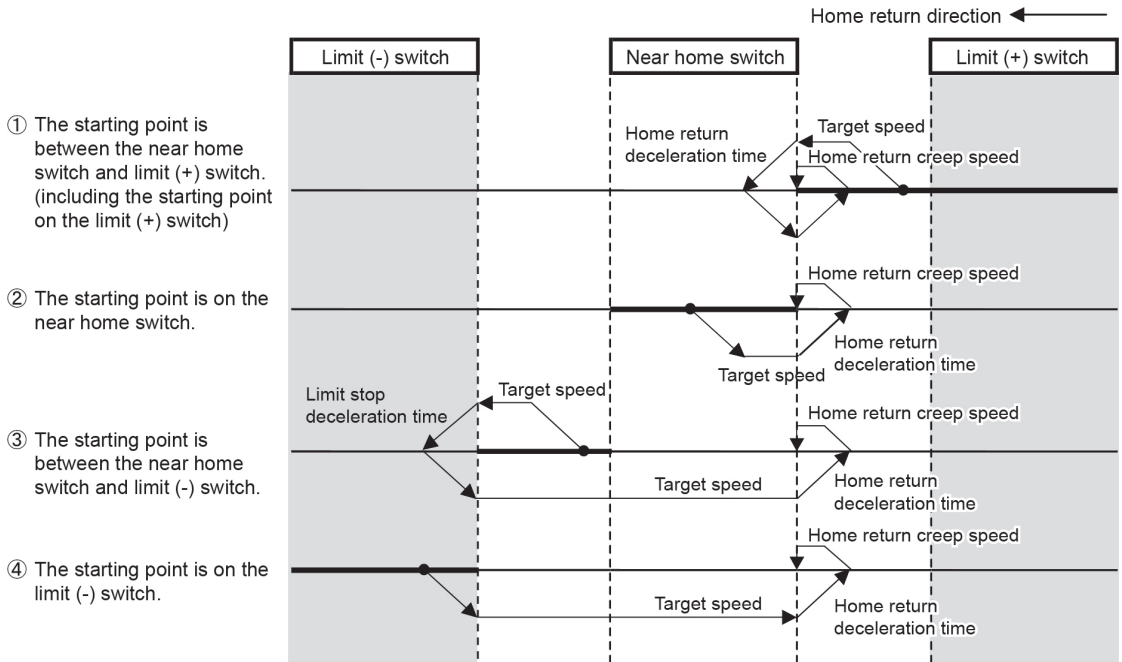 Home return direction
Limit (-) switch
Near home switch
Limit (+) switch
① The starting point is
between the near home
switch and limit (+) switch.
(including the starting point
on the limit (+) switch)
Home return
deceleration time
Target speed
Home return creep speed
② The starting point is on the
near home switch.
Home return creep speed
Home return
deceleration time
Target speed
③ The starting point is
between the near home
switch and limit (-) switch.
Limit stop
deceleration time
Target speed
Home return creep speed
Target speed
Home return
deceleration time
④ The starting point is on the
limit (-) switch.
Home return creep speed
Target speed
Home return
deceleration time